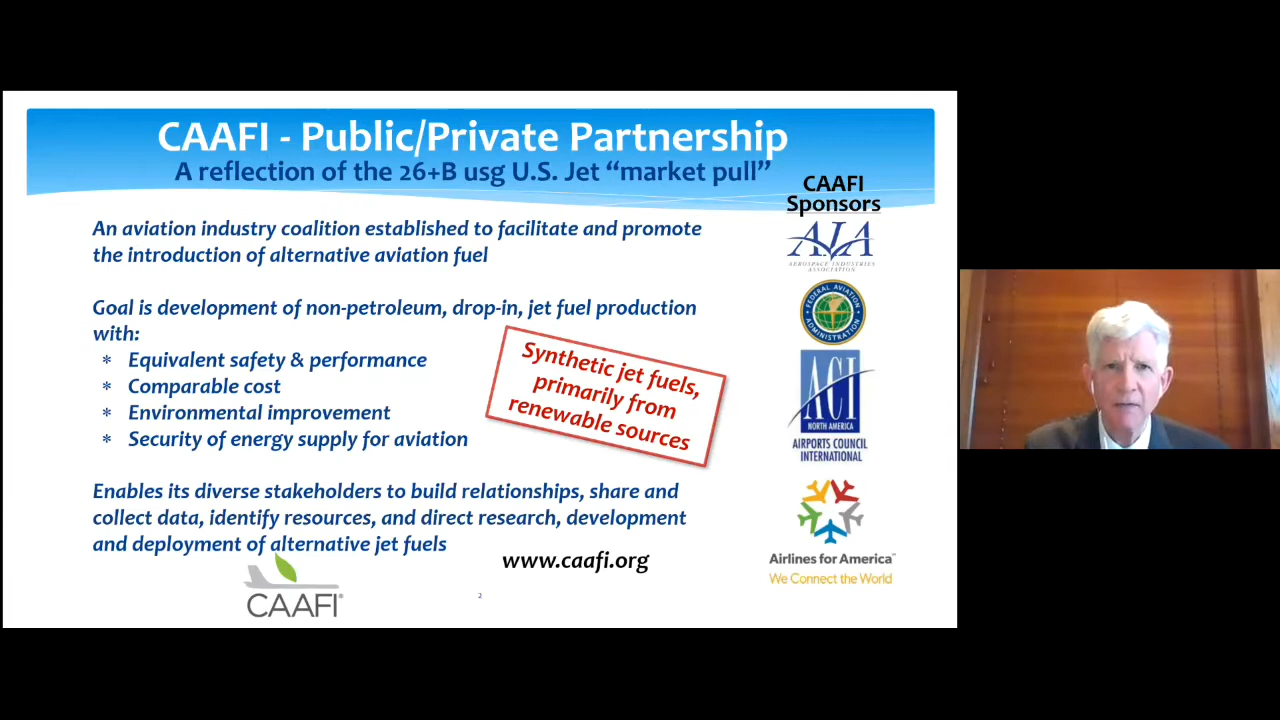 CAAFI - Public/Private Partnership
A reflection of the 26+B usg U.S. Jet “market pull”
An aviation industry coalition established to facilitate and promote
the introduction of alternative aviation fuel
Goal is development of non-petroleum, drop-in, jet fuel production
with:
* Equivalent safety & performance
* Comparable cost
* Environmental improvement
* Security of energy supply for aviation
Synthetic jet fuels,
primarily from
renewable sources
Enables its diverse stakeholders to build relationships, share and
collect data, identify resources, and direct research, development
and deployment of alternative jet fuels
www.caafi.org
CAAFI®
2
CAAFI
Sponsors
AIA
AEROSPACE INDUSTRIES
ASSOCIATION
FEDERAL AVIATION
ADMINISTRATION
ACI
NORTH AMERICA
AIRPORTS COUNCIL
INTERNATIONAL
Airlines for America™
We Connect the World